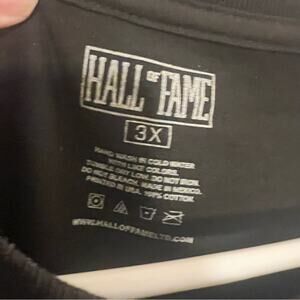 HALL OF FAME
3X
HAND WASH IN COLD WATER
WITH LIKE COLORS.
TUMBLE DRY LOW. DO NOT IRON.
DO NOT BLEACH. MADE IN MEXICO.
PRINTED IN USA. 100% COTTON.
WWW.HALLOFFAMELTD.COM